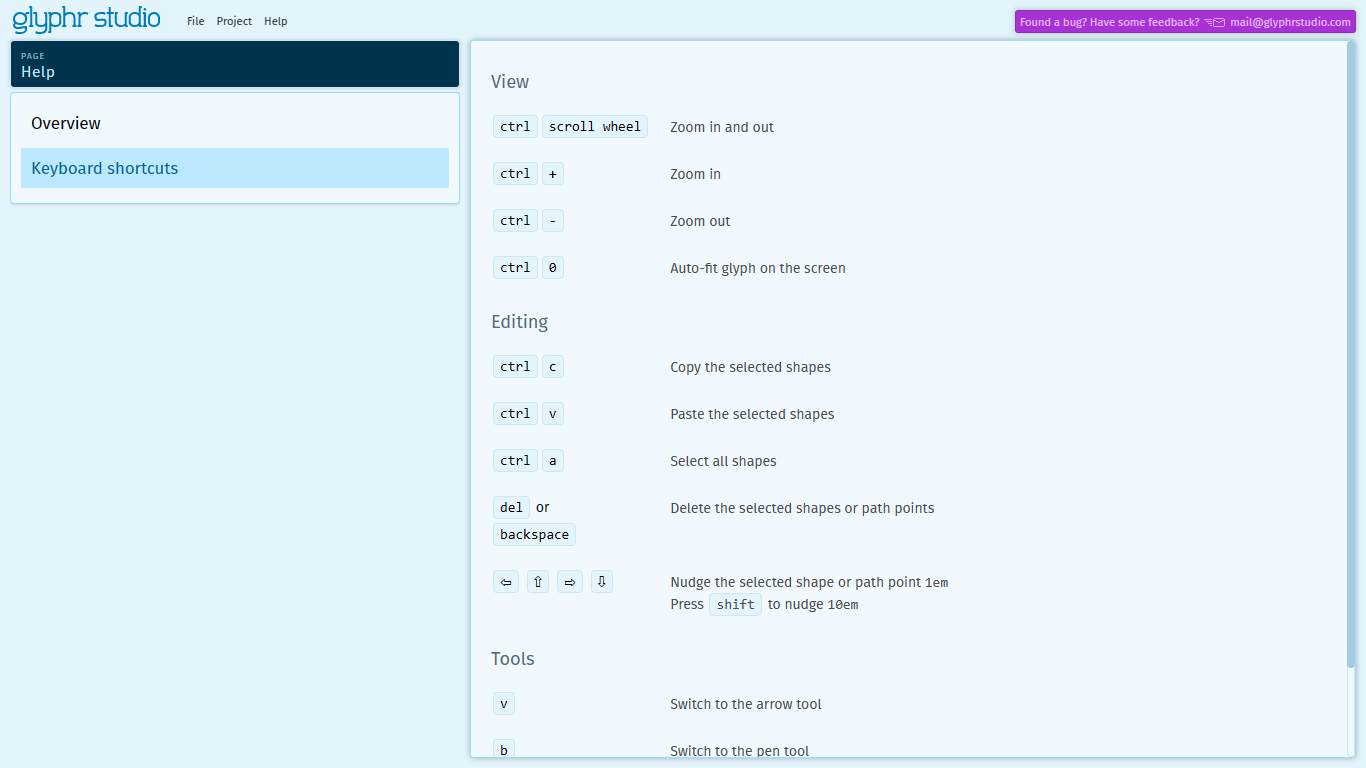 glyphr studio
File Project Help
Found a bug? Have some feedback? mail@glyphrstudio.com
PAGE
Help
Overview
Keyboard shortcuts
View
ctrl scroll wheel Zoom in and out
ctrl + Zoom in
ctrl - Zoom out
ctrl 0 Auto-fit glyph on the screen
Editing
ctrl c Copy the selected shapes
ctrl v Paste the selected shapes
ctrl a Select all shapes
del or Delete the selected shapes or path points
backspace
⇦ ⇧ ⇨ ⇩ Nudge the selected shape or path point 1em
Press shift to nudge 10em
Tools
v Switch to the arrow tool
b Switch to the pen tool